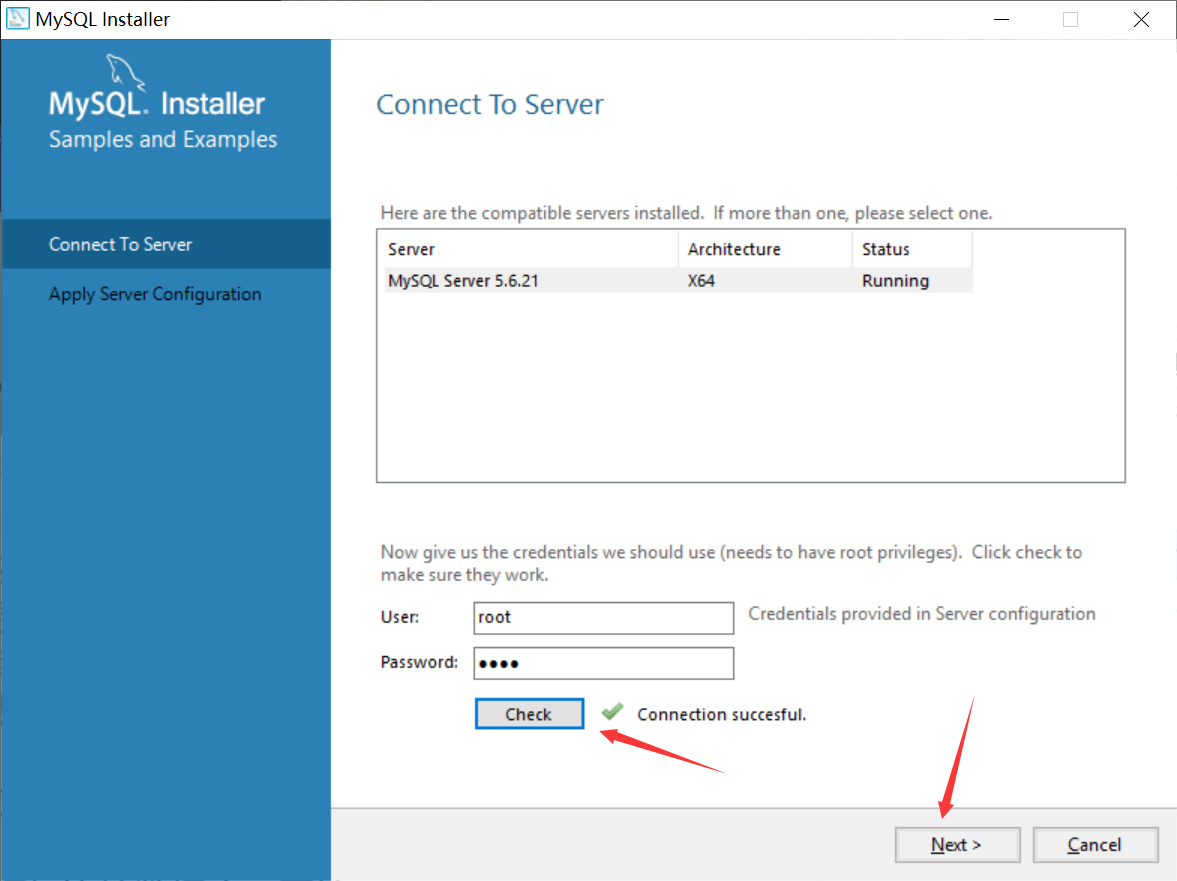 MySQL Installer
MySQL. Installer
Samples and Examples
Connect To Server
Apply Server Configuration
Connect To Server
Here are the compatible servers installed.  If more than one, please select one.
Server Architecture Status
MySQL Server 5.6.21 X64 Running
Now give us the credentials we should use (needs to have root privileges).  Click check to
make sure they work.
User: root Credentials provided in Server configuration
Password: ●●●●
Check Connection succesful.
Next > Cancel